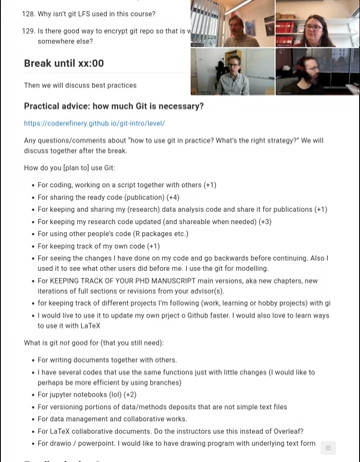 128. Why isn't git LFS used in this course?
129. Is there good way to encrypt git repo so that is w
somewhere else?
Break until xx:00
Then we will discuss best practices
Practical advice: how much Git is necessary?
https://coderefinery.github.io/git-intro/level/
Any questions/comments about "how to use git in practice? What's the right strategy?" We will
discuss together after the break.
How do you [plan to] use Git:
• For coding, working on a script together with others (+1)
• For sharing the ready code (publication) (+4)
• For keeping and sharing my (research) data analysis code and share it for publications (+1)
• For keeping my research code updated (and shareable when needed) (+3)
• For using other people's code (R packages etc.)
• For keeping track of my own code (+1)
• For seeing the changes I have done on my code and go backwards before continuing. Also I
used it to see what other users did before me. I use the git for modelling.
• For KEEPING TRACK OF YOUR PHD MANUSCRIPT main versions, aka new chapters, new
iterations of full sections or revisions from your advisor(s).
• for keeping track of different projects I'm following (work, learning or hobby projects) with gi
• I would live to use it to update my own prject o Github faster. I would also love to learn ways
to use it with LaTeX
What is git not good for (that you still need):
• For writing documents together with others.
• I have several codes that use the same functions just with little changes (I would like to
perhaps be more efficient by using branches)
• For jupyter notebooks (lol) (+2)
• For versioning portions of data/methods deposits that are not simple text files
• For data management and collaborative works.
• For LaTeX collaborative documents. Do the instructors use this instead of Overleaf?
• For drawio / powerpoint. I would like to have drawing program with underlying text form